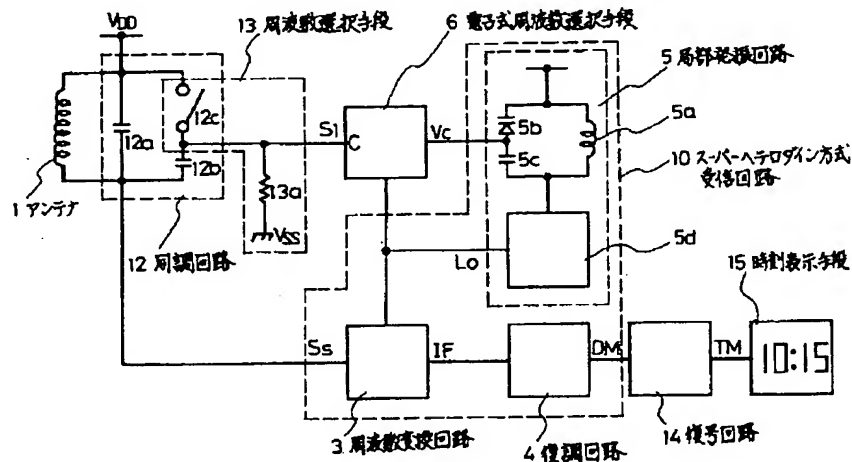 13 周波数選択手段
6 電子式周波数選択手段
VDD
5 局部発振回路
12c
S1
C
Vc
5b
5a
12a
5c
10 スーパーヘテロダイン方式
受信回路
12b
13a
1 アンテナ
VSS
5d
12 同調回路
Lo
15 時刻表示手段
Ss
IF
DM
TM
10:15
3 周波数変換回路
4 復調回路
14 復号回路